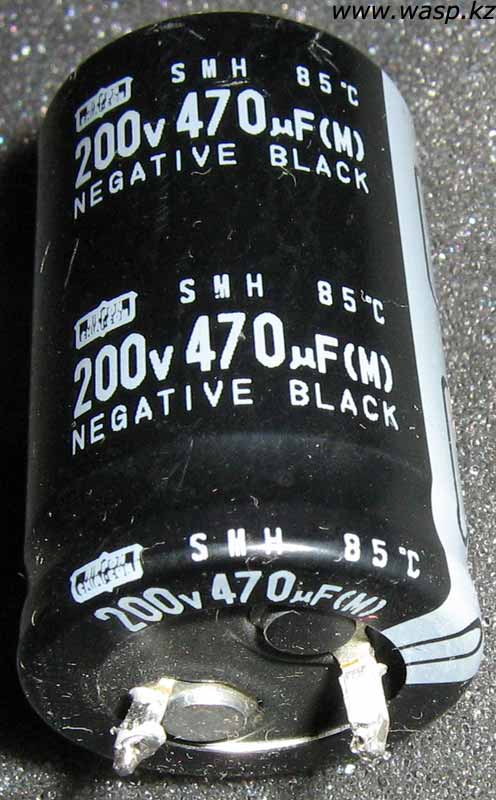 www.wasp.kz
SMH 85°C
200V 470μF(M)
NEGATIVE BLACK
SMH 85°C
200V 470μF(M)
NEGATIVE BLACK
SMH 85°C
200V 470μF(M)